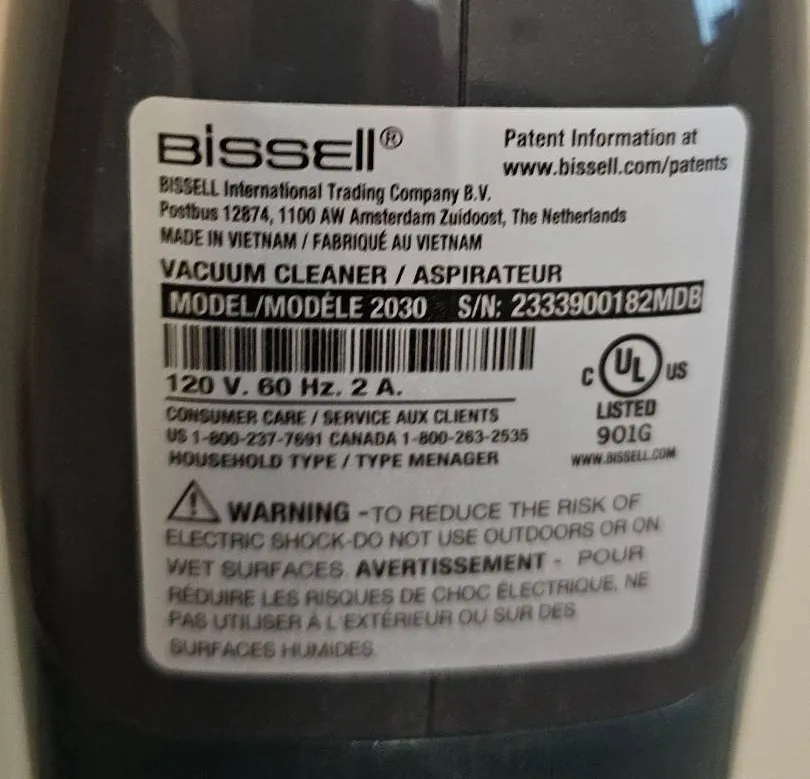 BISSELL®
Patent Information at
www.bissell.com/patents
BISSELL International Trading Company B.V.
Postbus 12874, 1100 AW Amsterdam Zuidoost, The Netherlands
MADE IN VIETNAM / FABRIQUÉ AU VIETNAM
VACUUM CLEANER / ASPIRATEUR
MODEL/MODÈLE 2030 S/N: 2333900182MDB
120 V. 60 Hz. 2 A.
C UL US
LISTED
901G
WWW.BISSELL.COM
CONSUMER CARE / SERVICE AUX CLIENTS
US 1-800-237-7691 CANADA 1-800-263-2535
HOUSEHOLD TYPE / TYPE MENAGER
WARNING - TO REDUCE THE RISK OF
ELECTRIC SHOCK-DO NOT USE OUTDOORS OR ON
WET SURFACES. AVERTISSEMENT - POUR
RÉDUIRE LES RISQUES DE CHOC ÉLECTRIQUE, NE
PAS UTILISER À L'EXTÉRIEUR OU SUR DES
SURFACES HUMIDES.